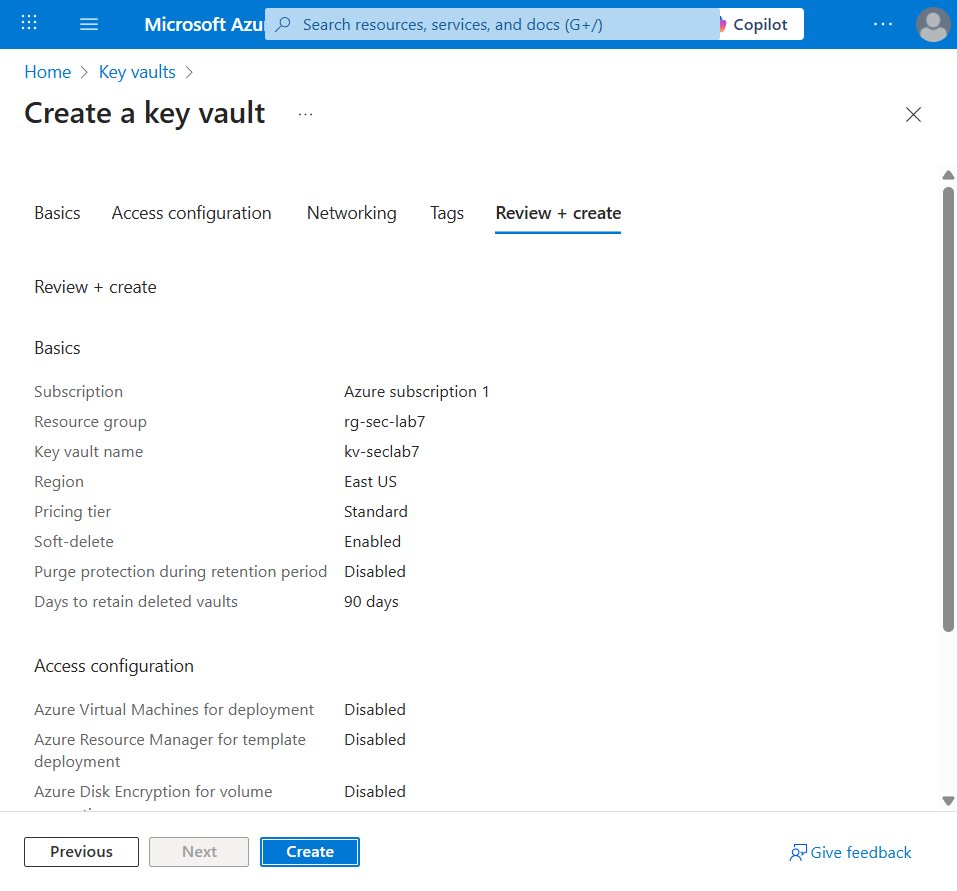 Microsoft Azu
Search resources, services, and docs (G+/)
Copilot
Home > Key vaults >
Create a key vault ...
Basics Access configuration Networking Tags Review + create
Review + create
Basics
Subscription Azure subscription 1
Resource group rg-sec-lab7
Key vault name kv-seclab7
Region East US
Pricing tier Standard
Soft-delete Enabled
Purge protection during retention period Disabled
Days to retain deleted vaults 90 days
Access configuration
Azure Virtual Machines for deployment Disabled
Azure Resource Manager for template Disabled
deployment
Azure Disk Encryption for volume Disabled
Previous Next Create Give feedback